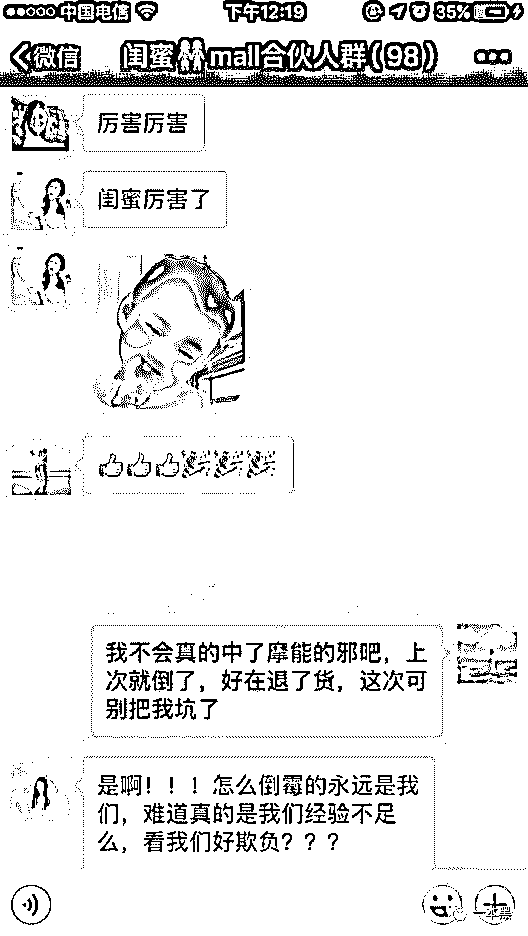 中国电信 下午12:19 35%
微信 闺蜜mall合伙人群(98)
厉害厉害
闺蜜厉害了
👍👍👍🎉🎉🎉
我不会真的中了摩能的邪吧，上
次就倒了，好在退了货，这次可
别把我坑了
是啊！！！怎么倒霉的永远是我
们，难道真的是我们经验不足
么，看我们好欺负？？？
一本黑